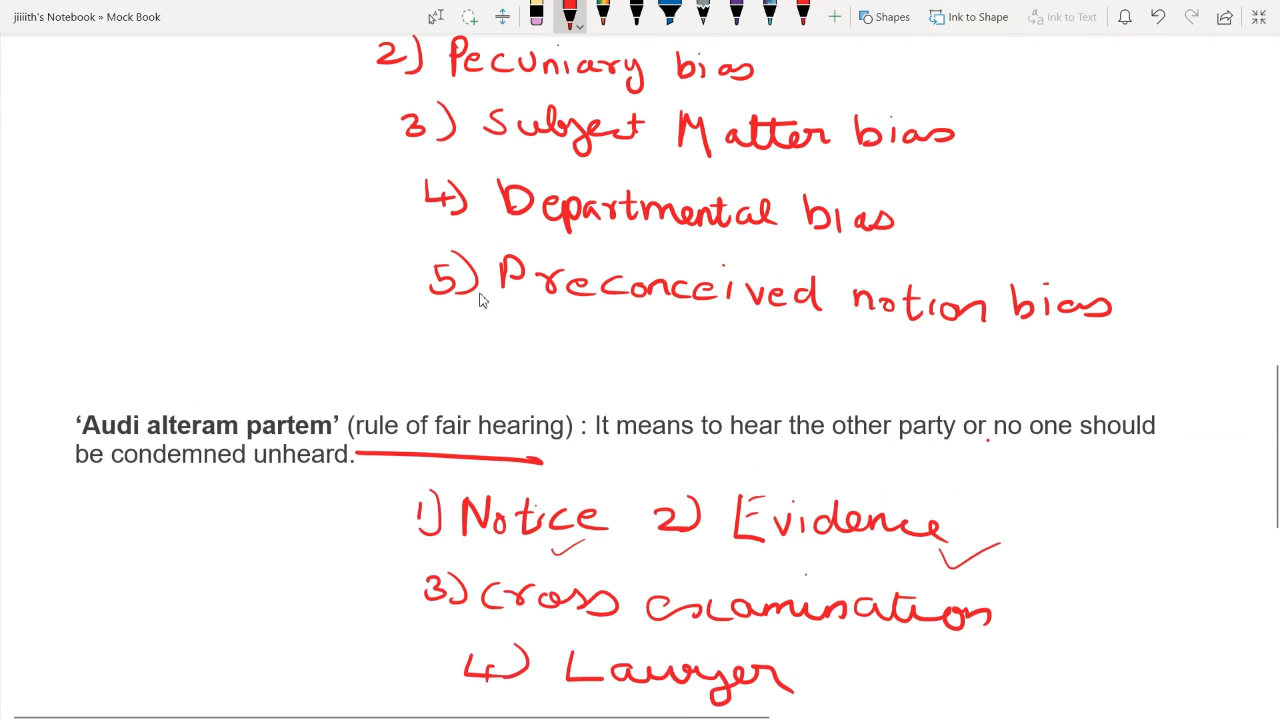 jiiiith's Notebook » Mock Book
Shapes
Ink to Shape
Ink to Text
2) Pecuniary bias
3) Subject Matter bias
4) Departmental bias
5) Preconceived notion bias
‘Audi alteram partem’ (rule of fair hearing) : It means to hear the other party or no one should
be condemned unheard.
1) Notice 2) Evidence
3) Cross examination
4) Lawyer